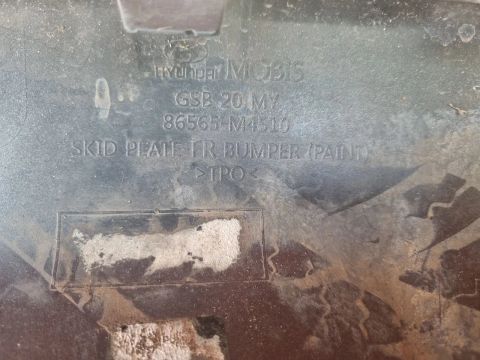 Hyundai MOBIS
GSB 20 MY
86565-M4510
SKID PLATE-FR BUMPER (PAINT)
>TPO<